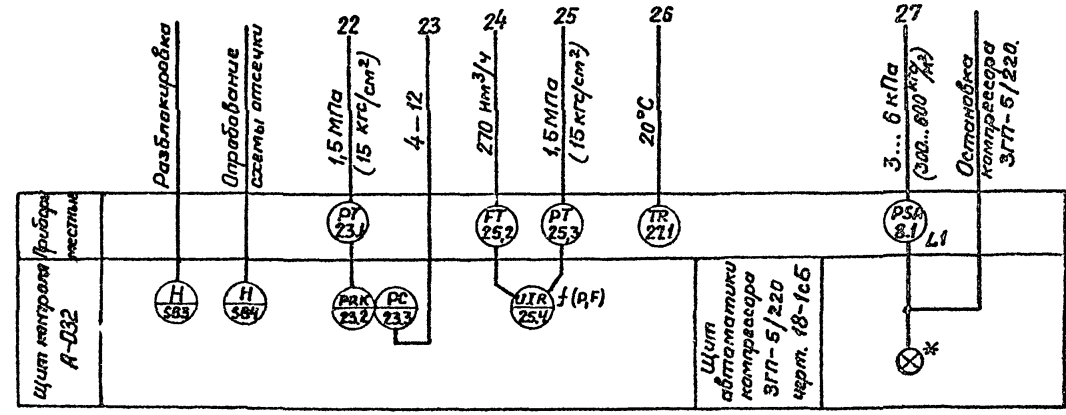 22
23
24
25
26
27
Разблокировка
Опробование
схемы отсечки
1,5 МПа
(15 кгс/см²)
4–12
270 нм³/ч
1,5 МПа
(15 кгс/см²)
20°С
3... 6 кПа
(300...600 кгс/м²)
Остановка
компрессора
3ГП-5/220.
Приборы
местные
PT
23.1
FT
25,2
PT
25,3
TR
27.1
PSA
8.1
L1
Щит контроля
А-032
H
583
H
584
PRK
23,2
PC
23,3
UIR
25.4
f(P,F)
Щит
автоматики
компрессора
3ГП-5/220
черт. 18-1сб
*